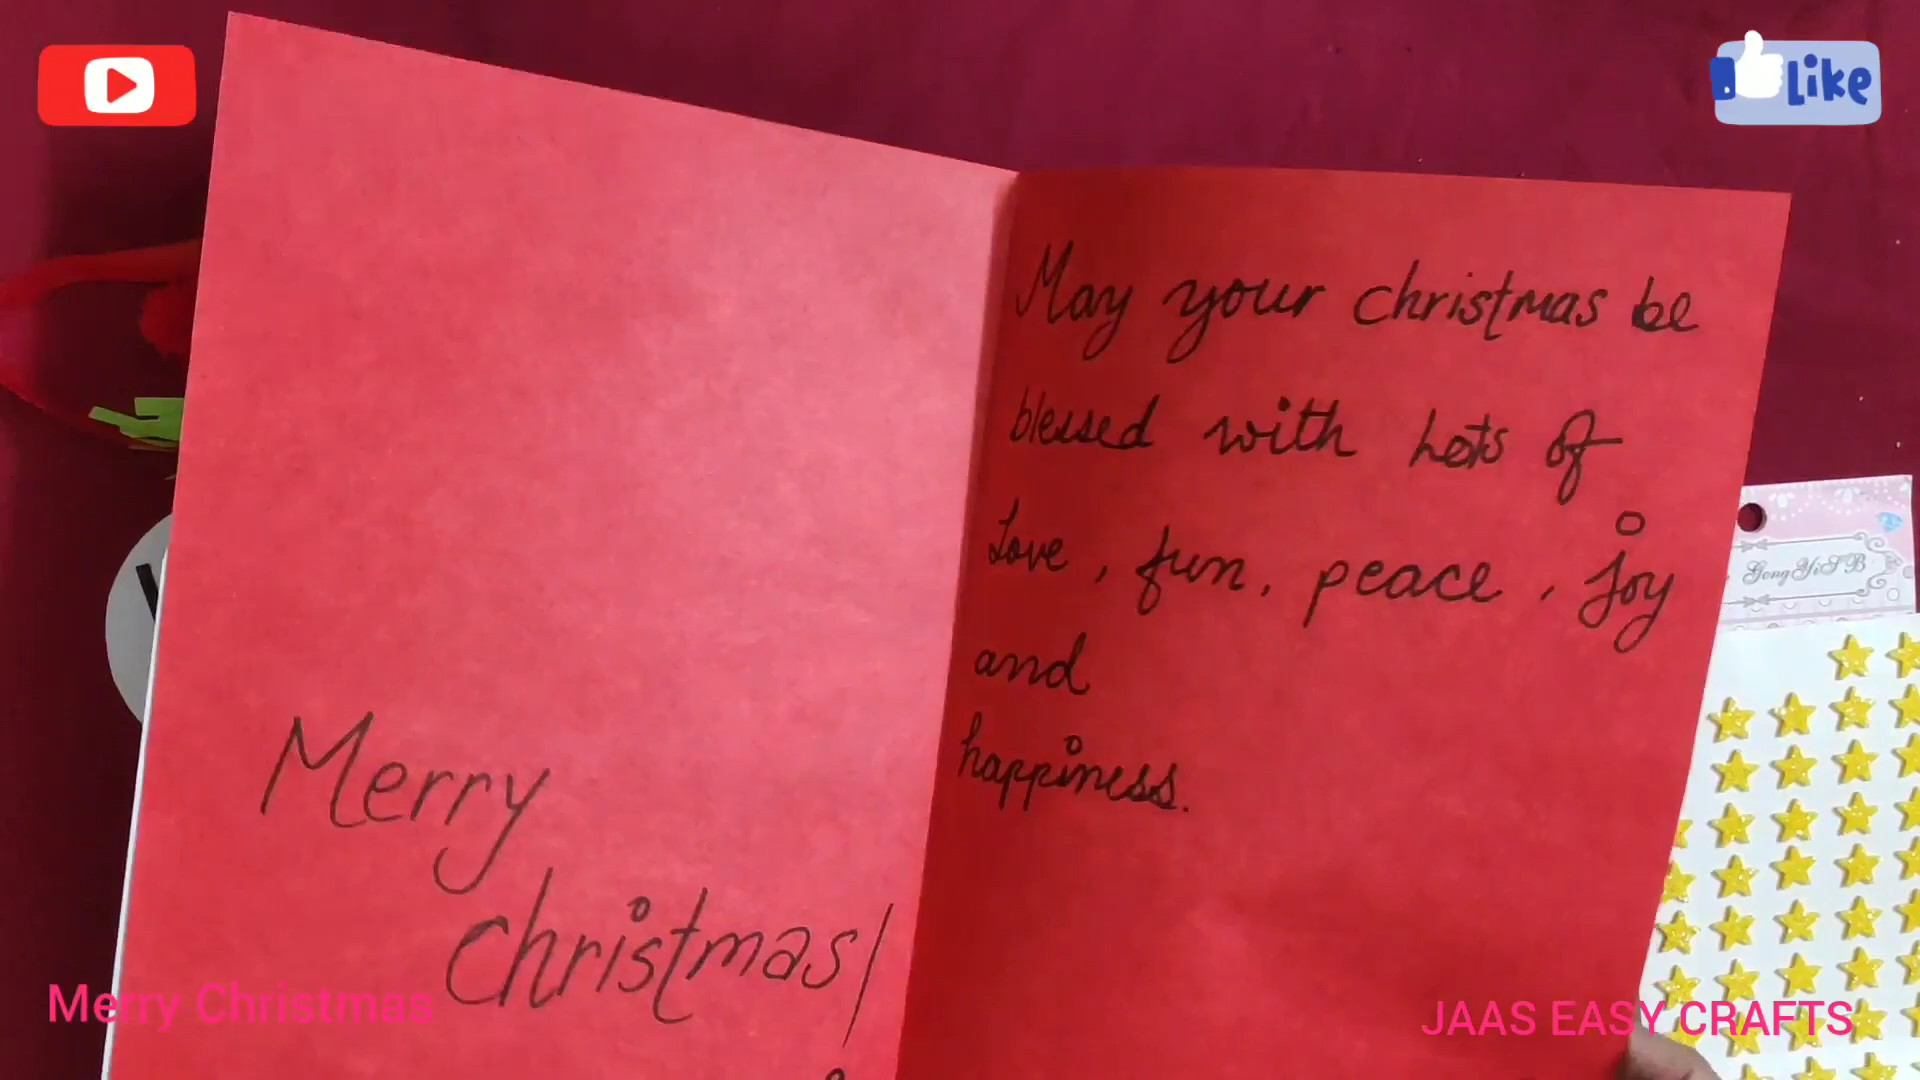 Like
May your christmas be
blessed with Lots of
Love, fun, peace, joy
and
happiness.
GongYiSB
Merry
christmas!
Merry Christmas
JAAS EASY CRAFTS